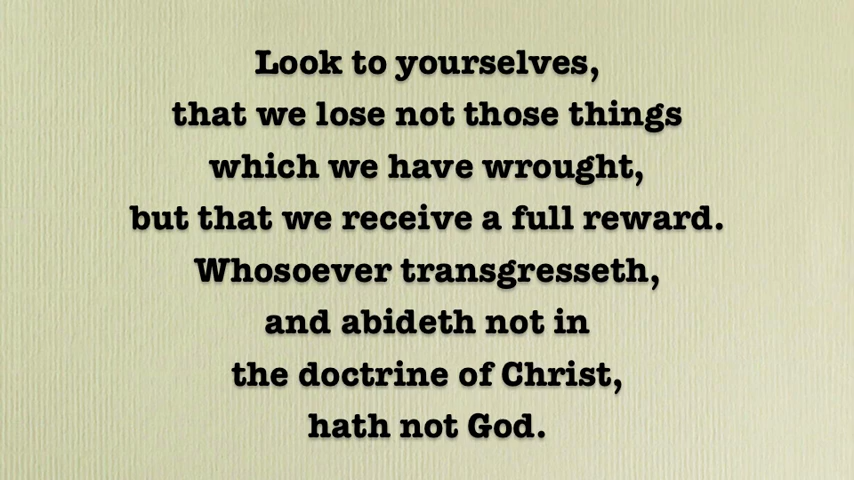 Look to yourselves,
that we lose not those things
which we have wrought,
but that we receive a full reward.
Whosoever transgresseth,
and abideth not in
the doctrine of Christ,
hath not God.